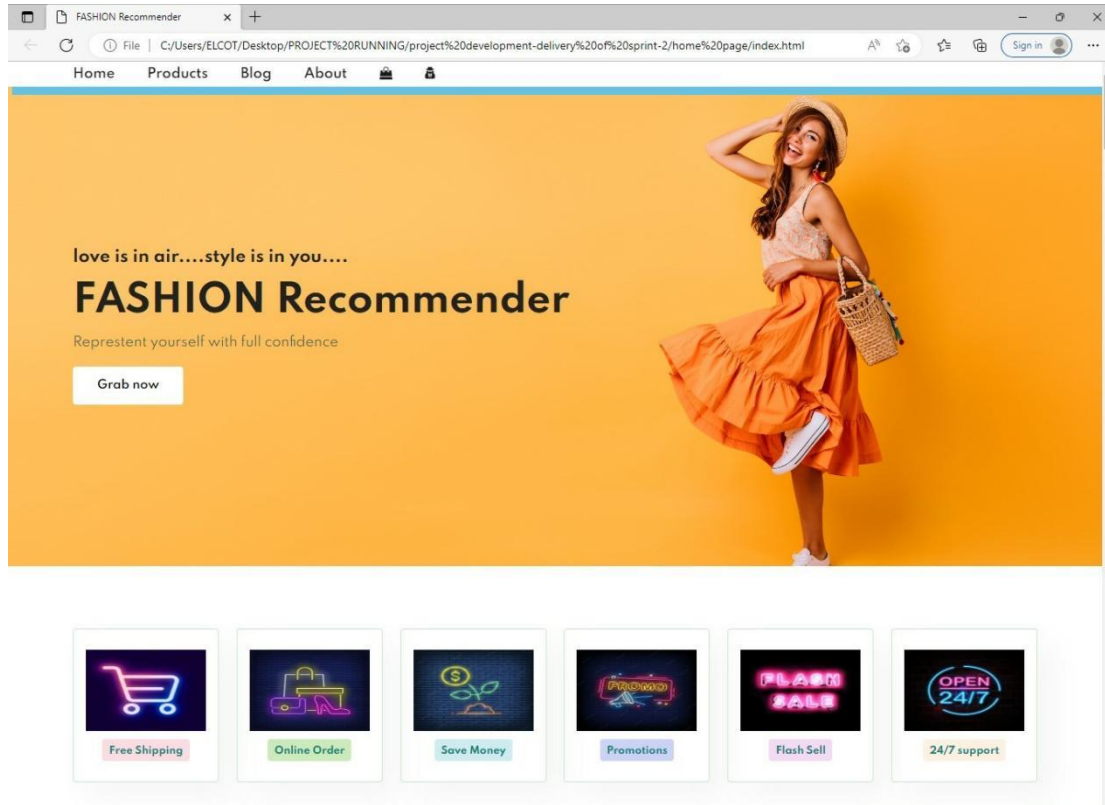 FASHION Recommender
File | C:/Users/ELCOT/Desktop/PROJECT%20RUNNING/project%20development-delivery%20of%20sprint-2/home%20page/index.html
Sign in
Home Products Blog About
love is in air....style is in you....
FASHION Recommender
Represtent yourself with full confidence
Grab now
$
PROMO
FLASH
SALE
OPEN
24/7
Free Shipping Online Order Save Money Promotions Flash Sell 24/7 support